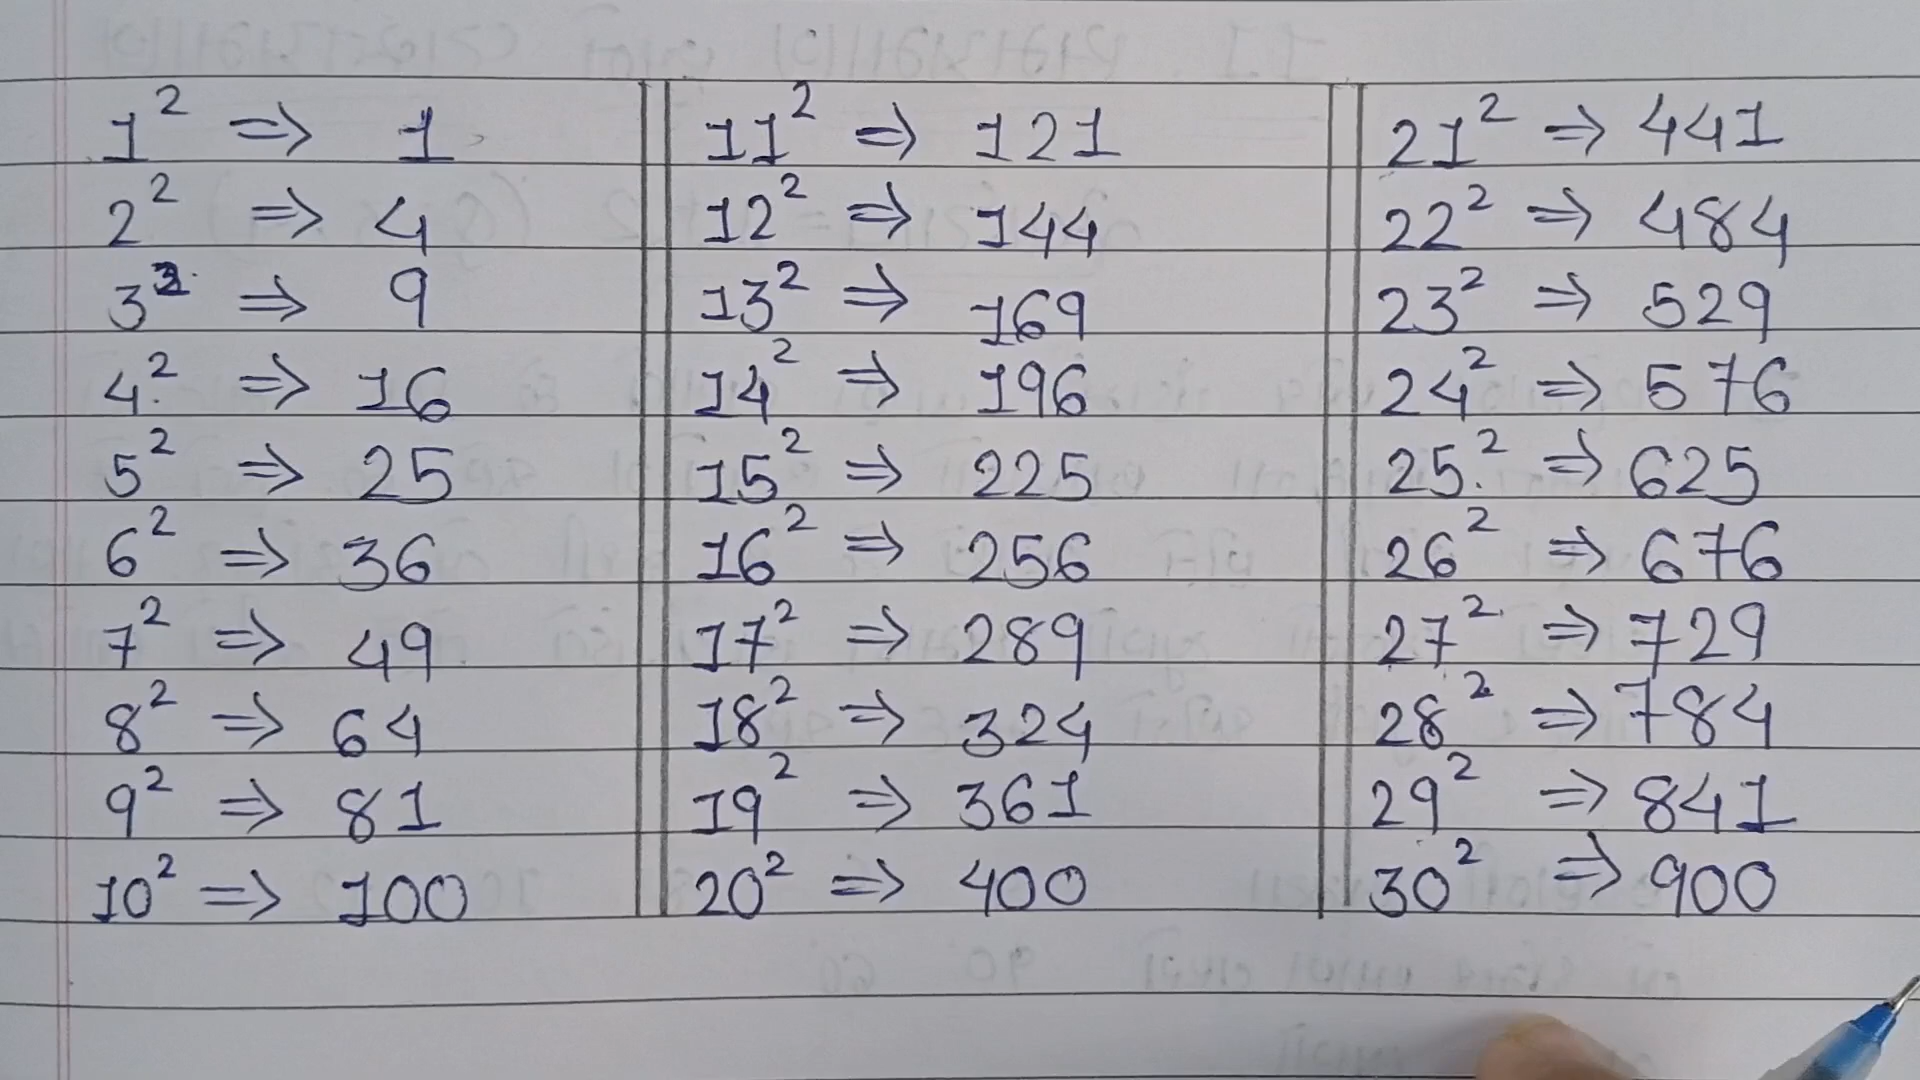 1² ⇒ 1
2² ⇒ 4
3² ⇒ 9
4² ⇒ 16
5² ⇒ 25
6² ⇒ 36
7² ⇒ 49
8² ⇒ 64
9² ⇒ 81
10² ⇒ 100
11² ⇒ 121
12² ⇒ 144
13² ⇒ 169
14² ⇒ 196
15² ⇒ 225
16² ⇒ 256
17² ⇒ 289
18² ⇒ 324
19² ⇒ 361
20² ⇒ 400
21² ⇒ 441
22² ⇒ 484
23² ⇒ 529
24² ⇒ 576
25² ⇒ 625
26² ⇒ 676
27² ⇒ 729
28² ⇒ 784
29² ⇒ 841
30² ⇒ 900